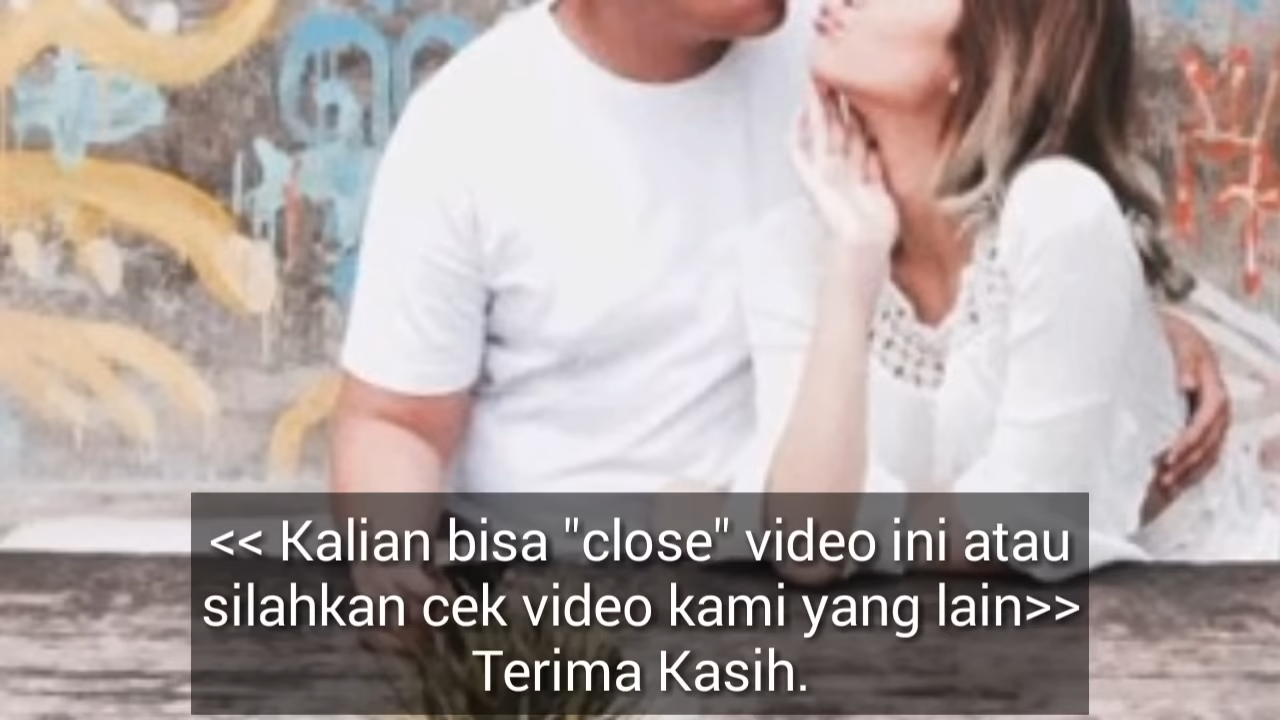 << Kalian bisa "close" video ini atau
silahkan cek video kami yang lain>>
Terima Kasih.